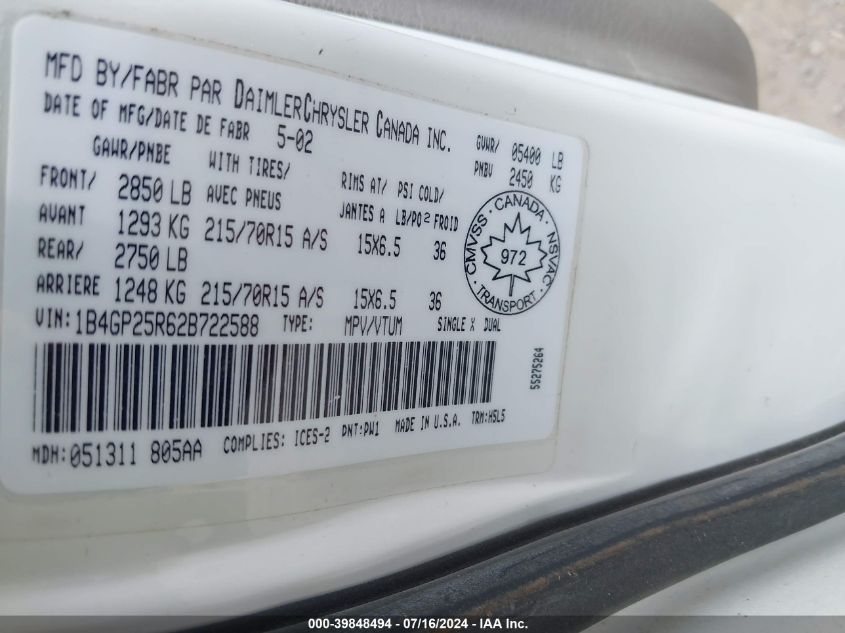 MFD BY/FABR PAR DAIMLERCHRYSLER CANADA INC.
DATE OF MFG/DATE DE FABR 5-02
GVWR/ PNBV 05400 LB 2450 KG
GAWR/PNBE WITH TIRES/ AVEC PNEUS RIMS AT/ JANTES A PSI COLD/ LB/PO2 FROID
FRONT/ 2850 LB
AVANT 1293 KG 215/70R15 A/S 15X6.5 36
REAR/ 2750 LB
ARRIERE 1248 KG 215/70R15 A/S 15X6.5 36
CMVSS · CANADA · NSVAC · TRANSPORT ·
972
VIN:1B4GP25R62B722588 TYPE: MPV/VTUM SINGLE X DUAL
55275264
MDH:051311 805AA COMPLIES: ICES-2 PNT:PW1 MADE IN U.S.A. TRM:H5L5
000-39848494 - 07/16/2024 - IAA Inc.